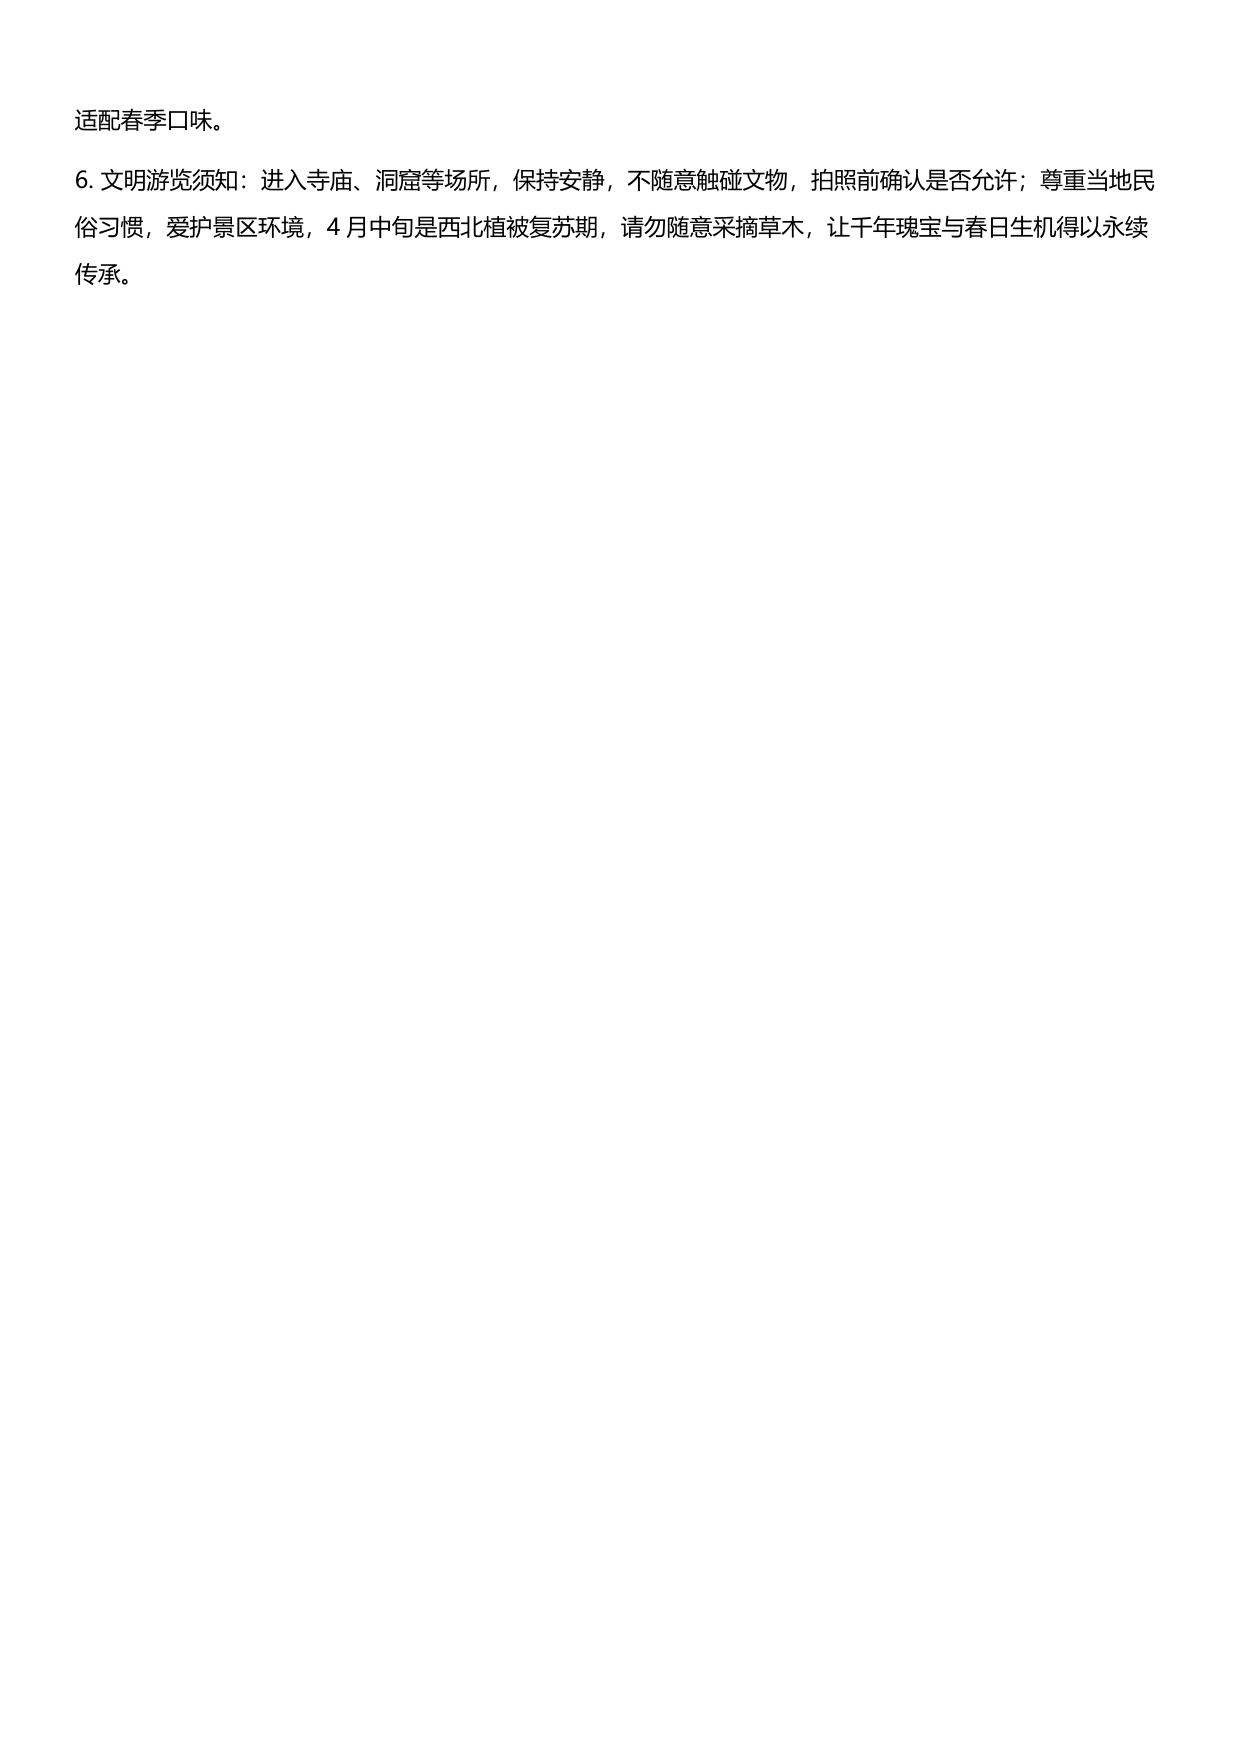 适配春季口味。
6. 文明游览须知：进入寺庙、洞窟等场所，保持安静，不随意触碰文物，拍照前确认是否允许；尊重当地民
俗习惯，爱护景区环境，4 月中旬是西北植被复苏期，请勿随意采摘草木，让千年瑰宝与春日生机得以永续
传承。